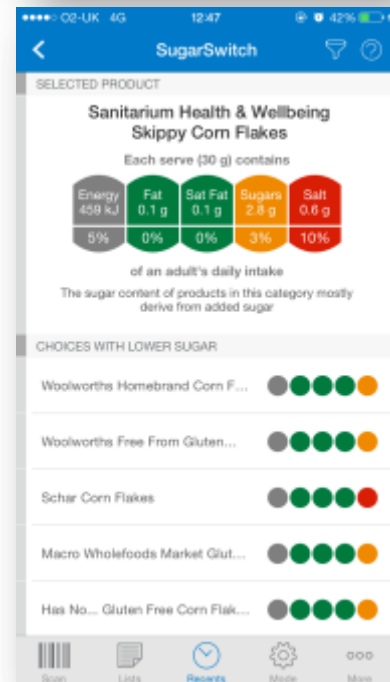 O2-UK 4G 12:47 42%
SugarSwitch
SELECTED PRODUCT
Sanitarium Health & Wellbeing
Skippy Corn Flakes
Each serve (30 g) contains
Energy Fat Sat Fat Sugars Salt
459 kJ 0.1 g 0.1 g 2.8 g 0.6 g
5% 0% 0% 3% 10%
of an adult's daily intake
The sugar content of products in this category mostly
derive from added sugar
CHOICES WITH LOWER SUGAR
Woolworths Homebrand Corn F...
Woolworths Free From Gluten...
Schar Corn Flakes
Macro Wholefoods Market Glut...
Has No... Gluten Free Corn Flak...
Scan Lists Recents Mode More